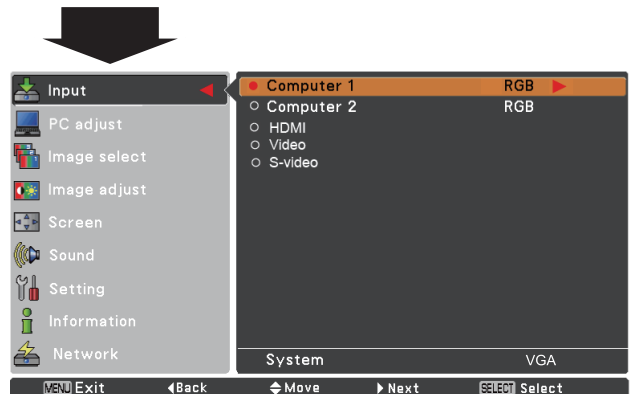 Input
PC adjust
Image select
Image adjust
Screen
Sound
Setting
Information
Network
Computer 1 RGB
Computer 2 RGB
HDMI
Video
S-video
System VGA
MENU Exit Back Move Next SELECT Select